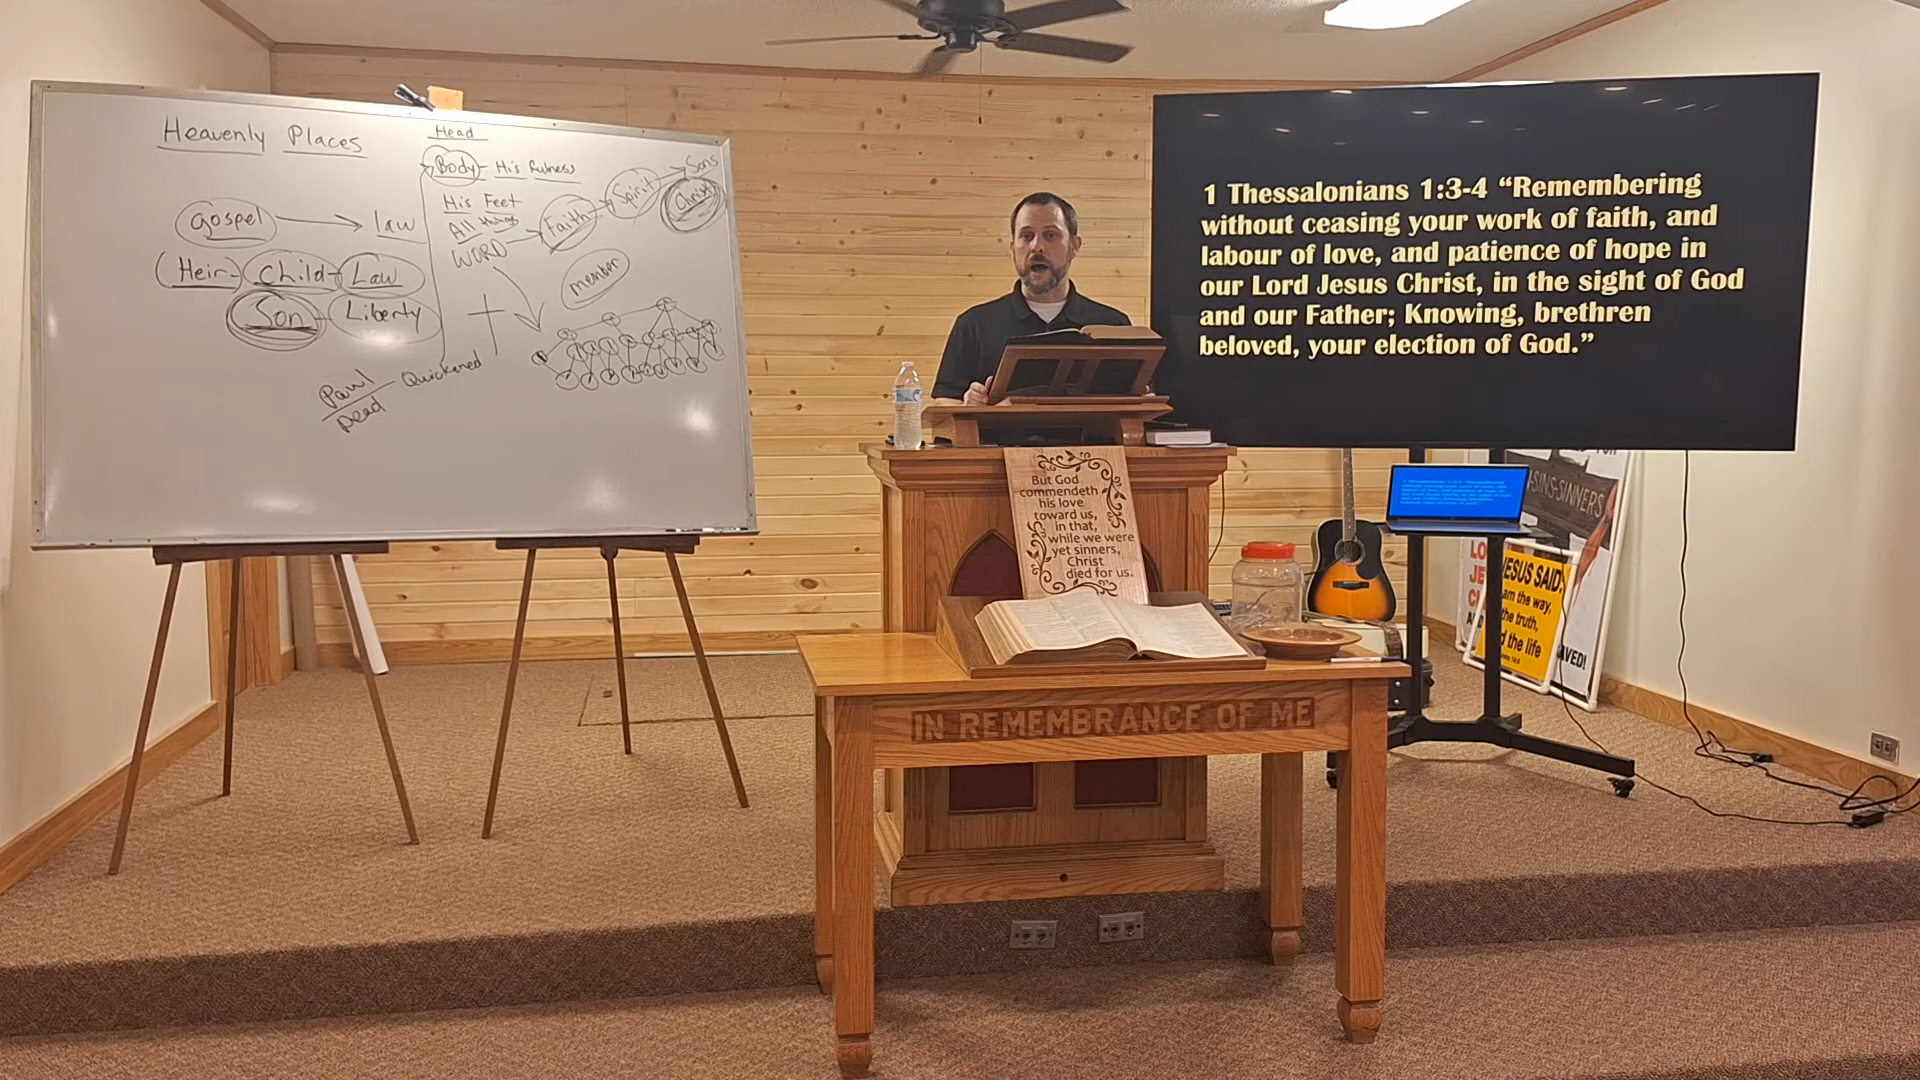 Heavenly Places
Head
Body - His fulness
His Feet
All things
WORD
Faith
Spirit
Sons
Christ
member
gospel
law
(Heir - Child - Law
Son - Liberty
Paul
Dead
Quickened
1 Thessalonians 1:3-4 “Remembering
without ceasing your work of faith, and
labour of love, and patience of hope in
our Lord Jesus Christ, in the sight of God
and our Father; Knowing, brethren
beloved, your election of God.”
But God
commendeth
his love
toward us,
in that,
while we were
yet sinners,
Christ
died for us.
IN REMEMBRANCE OF ME
-SINS-SINNERS
JESUS SAID:
am the way,
the truth,
d the life
AVED!